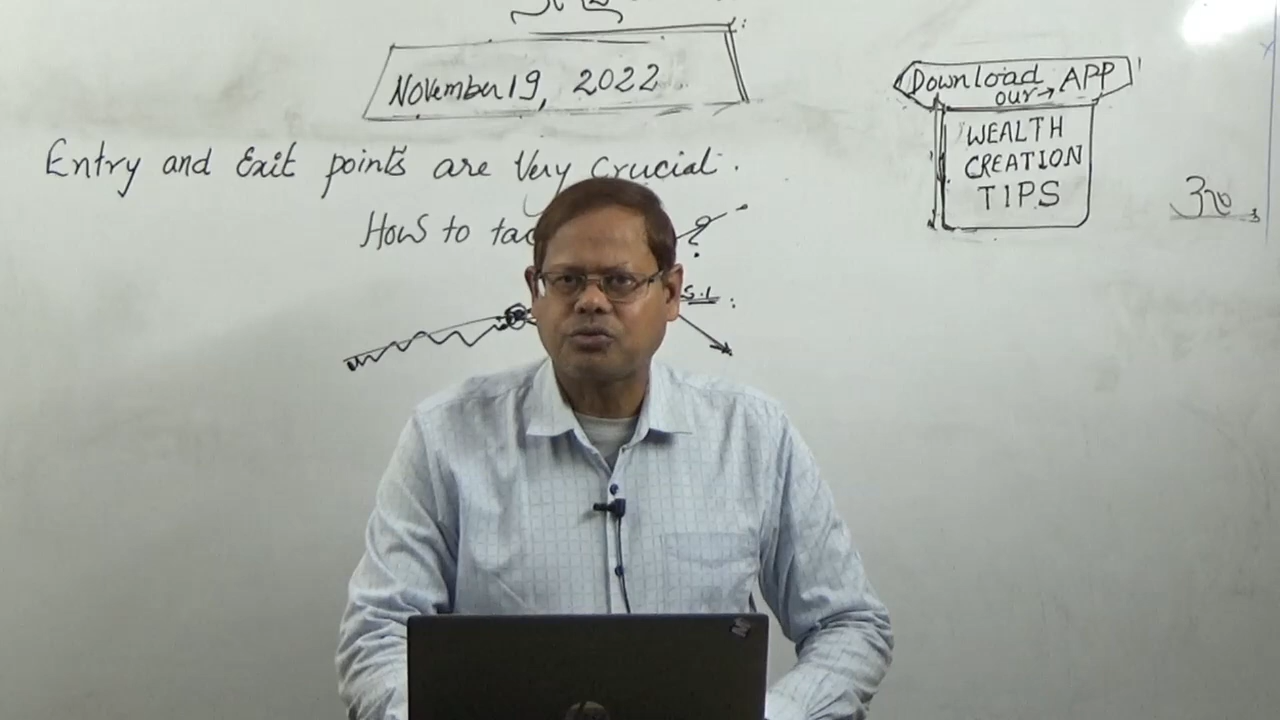 November 19, 2022
Download
our → APP
WEALTH
CREATION
TIPS
Entry and Exit points are Very Crucial.
How to
?
S.L